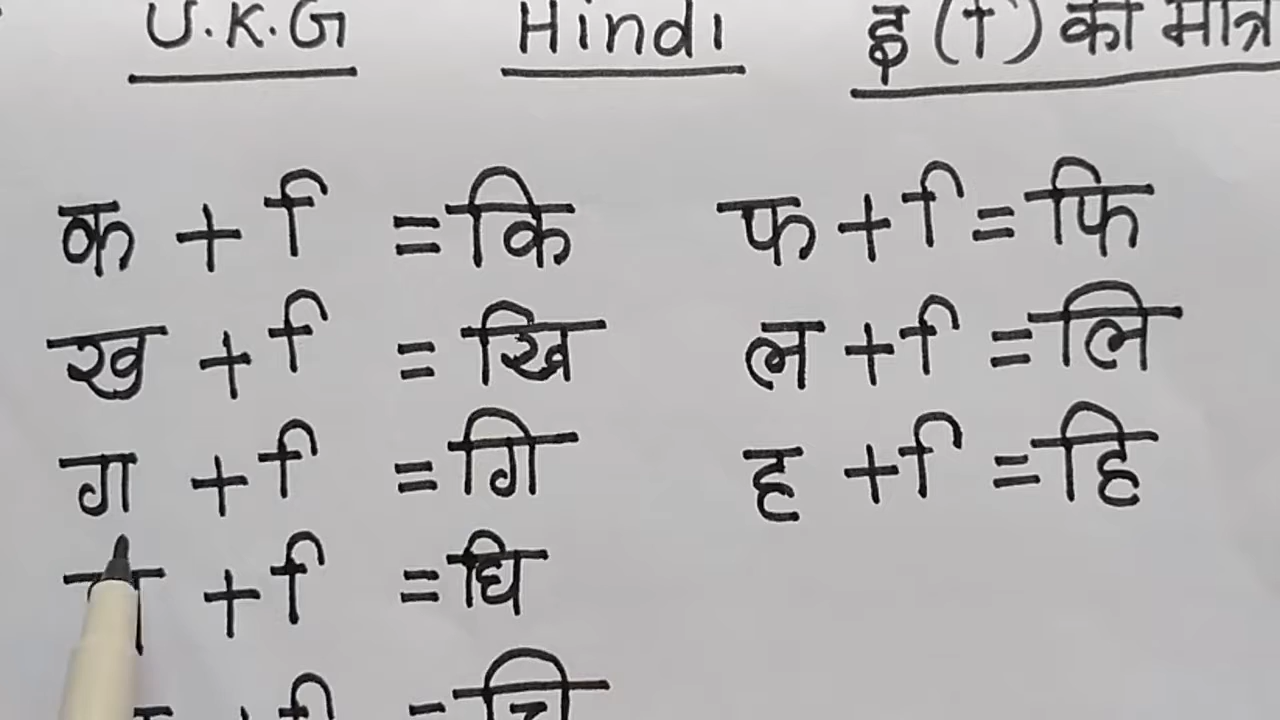 U.K.G Hindi इ (ि) की मात्रा
क + ि = कि फ + ि = फि
ख + ि = खि ल + ि = लि
ग + ि = गि ह + ि = हि
+ ि = घि
+ ि = चि